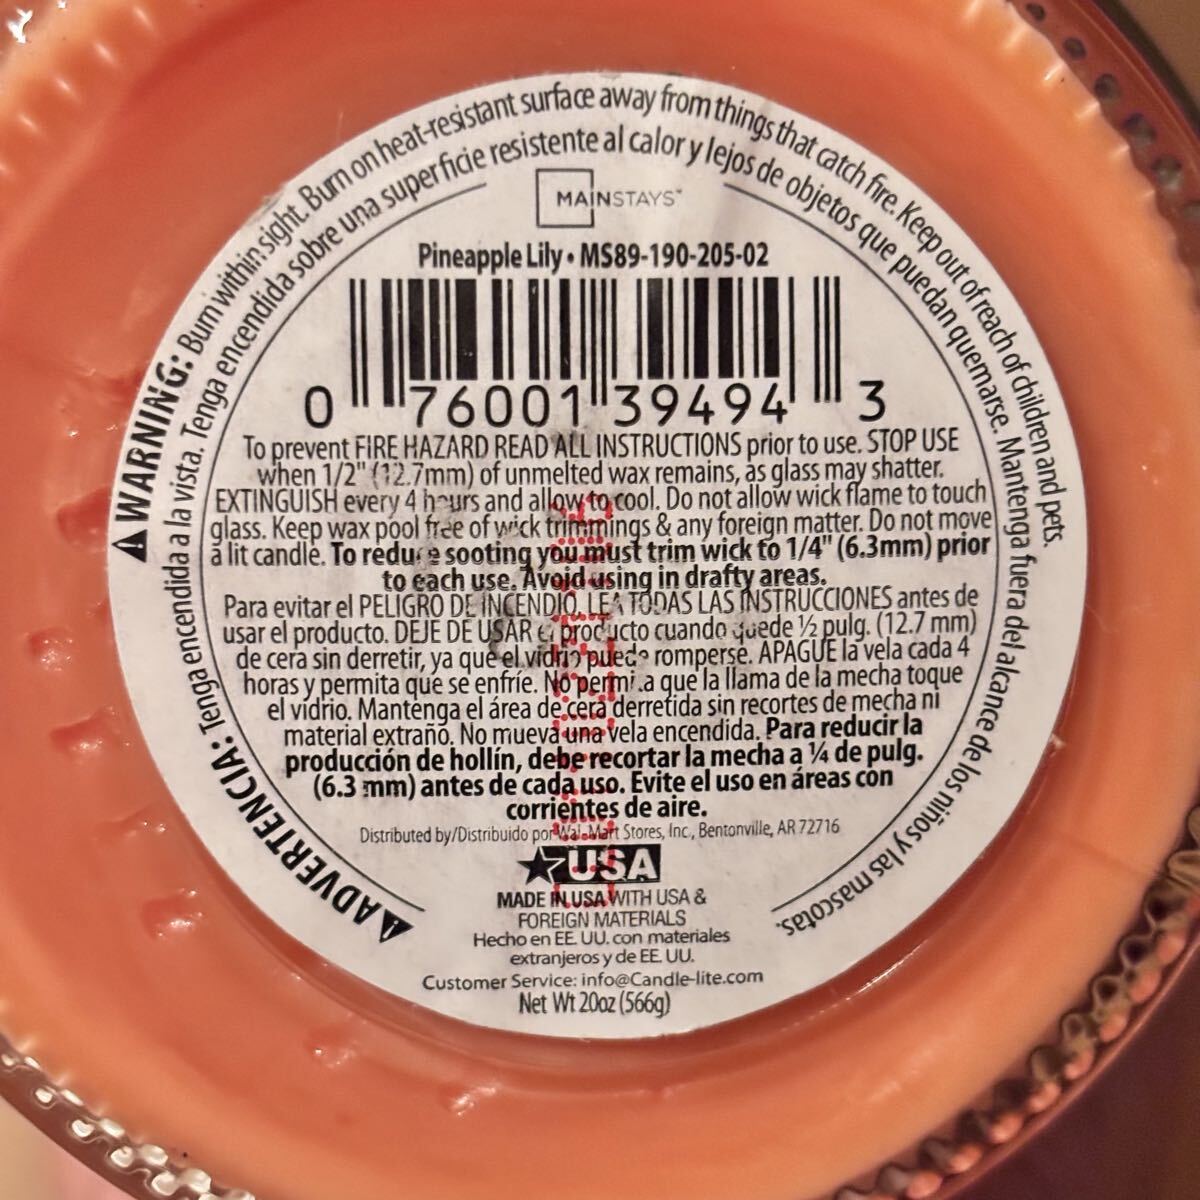 ⚠ WARNING: Burn within sight. Burn on heat-resistant surface away from things that catch fire. Keep out of reach of children and pets.
⚠ ADVERTENCIA: Tenga encendida a la vista. Tenga encendida sobre una superficie resistente al calor y lejos de objetos que puedan quemarse. Mantenga fuera del alcance de los niños y las mascotas.
MAINSTAYS™
Pineapple Lily • MS89-190-205-02
0 76001 39494 3
To prevent FIRE HAZARD READ ALL INSTRUCTIONS prior to use. STOP USE
when 1/2" (12.7mm) of unmelted wax remains, as glass may shatter.
EXTINGUISH every 4 hours and allow to cool. Do not allow wick flame to touch
glass. Keep wax pool free of wick trimmings & any foreign matter. Do not move
a lit candle. To reduce sooting you must trim wick to 1/4" (6.3mm) prior
to each use. Avoid using in drafty areas.
Para evitar el PELIGRO DE INCENDIO, LEA TODAS LAS INSTRUCCIONES antes de
usar el producto. DEJE DE USAR el producto cuando quede ½ pulg. (12.7 mm)
de cera sin derretir, ya que el vidrio puede romperse. APAGUE la vela cada 4
horas y permita que se enfríe. No permita que la llama de la mecha toque
el vidrio. Mantenga el área de cera derretida sin recortes de mecha ni
material extraño. No mueva una vela encendida. Para reducir la
producción de hollín, debe recortar la mecha a ¼ de pulg.
(6.3 mm) antes de cada uso. Evite el uso en áreas con
corrientes de aire.
Distributed by/Distribuido por Wal-Mart Stores, Inc., Bentonville, AR 72716
USA
MADE IN USA WITH USA &
FOREIGN MATERIALS
Hecho en EE. UU. con materiales
extranjeros y de EE. UU.
Customer Service: info@Candle-lite.com
Net Wt 20oz (566g)